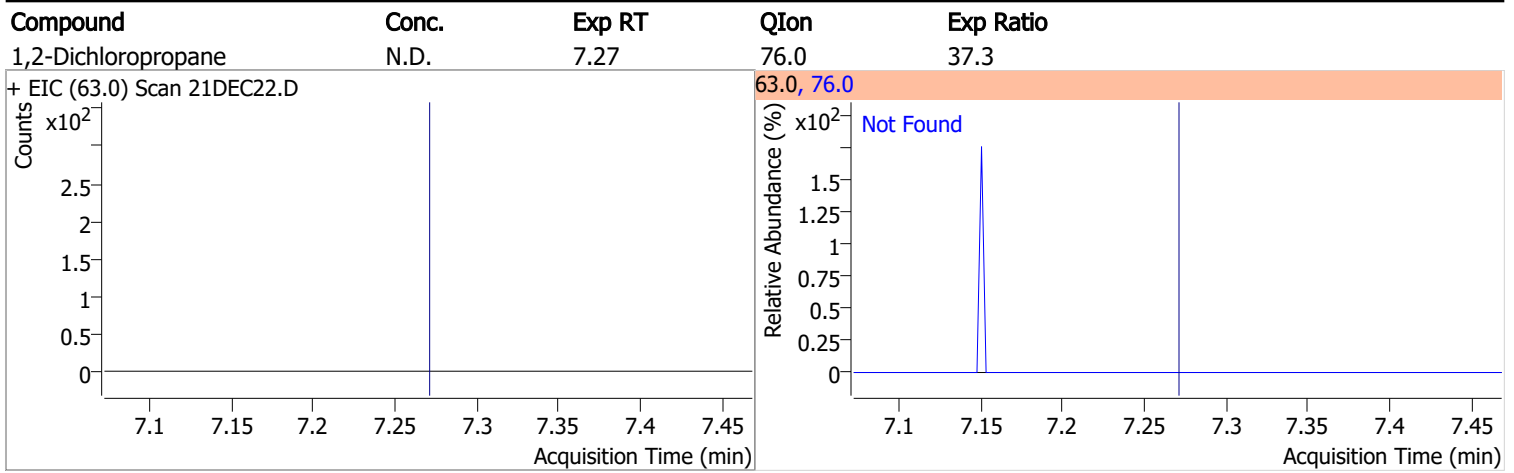 Compound Conc. Exp RT QIon Exp Ratio
1,2-Dichloropropane N.D. 7.27 76.0 37.3
+ EIC (63.0) Scan 21DEC22.D
Counts
x10²
2.5
2
1.5
1
0.5
0
7.1 7.15 7.2 7.25 7.3 7.35 7.4 7.45
Acquisition Time (min)
63.0, 76.0
Relative Abundance (%)
x10²
Not Found
1.5
1.25
1
0.75
0.5
0.25
0
7.1 7.15 7.2 7.25 7.3 7.35 7.4 7.45
Acquisition Time (min)